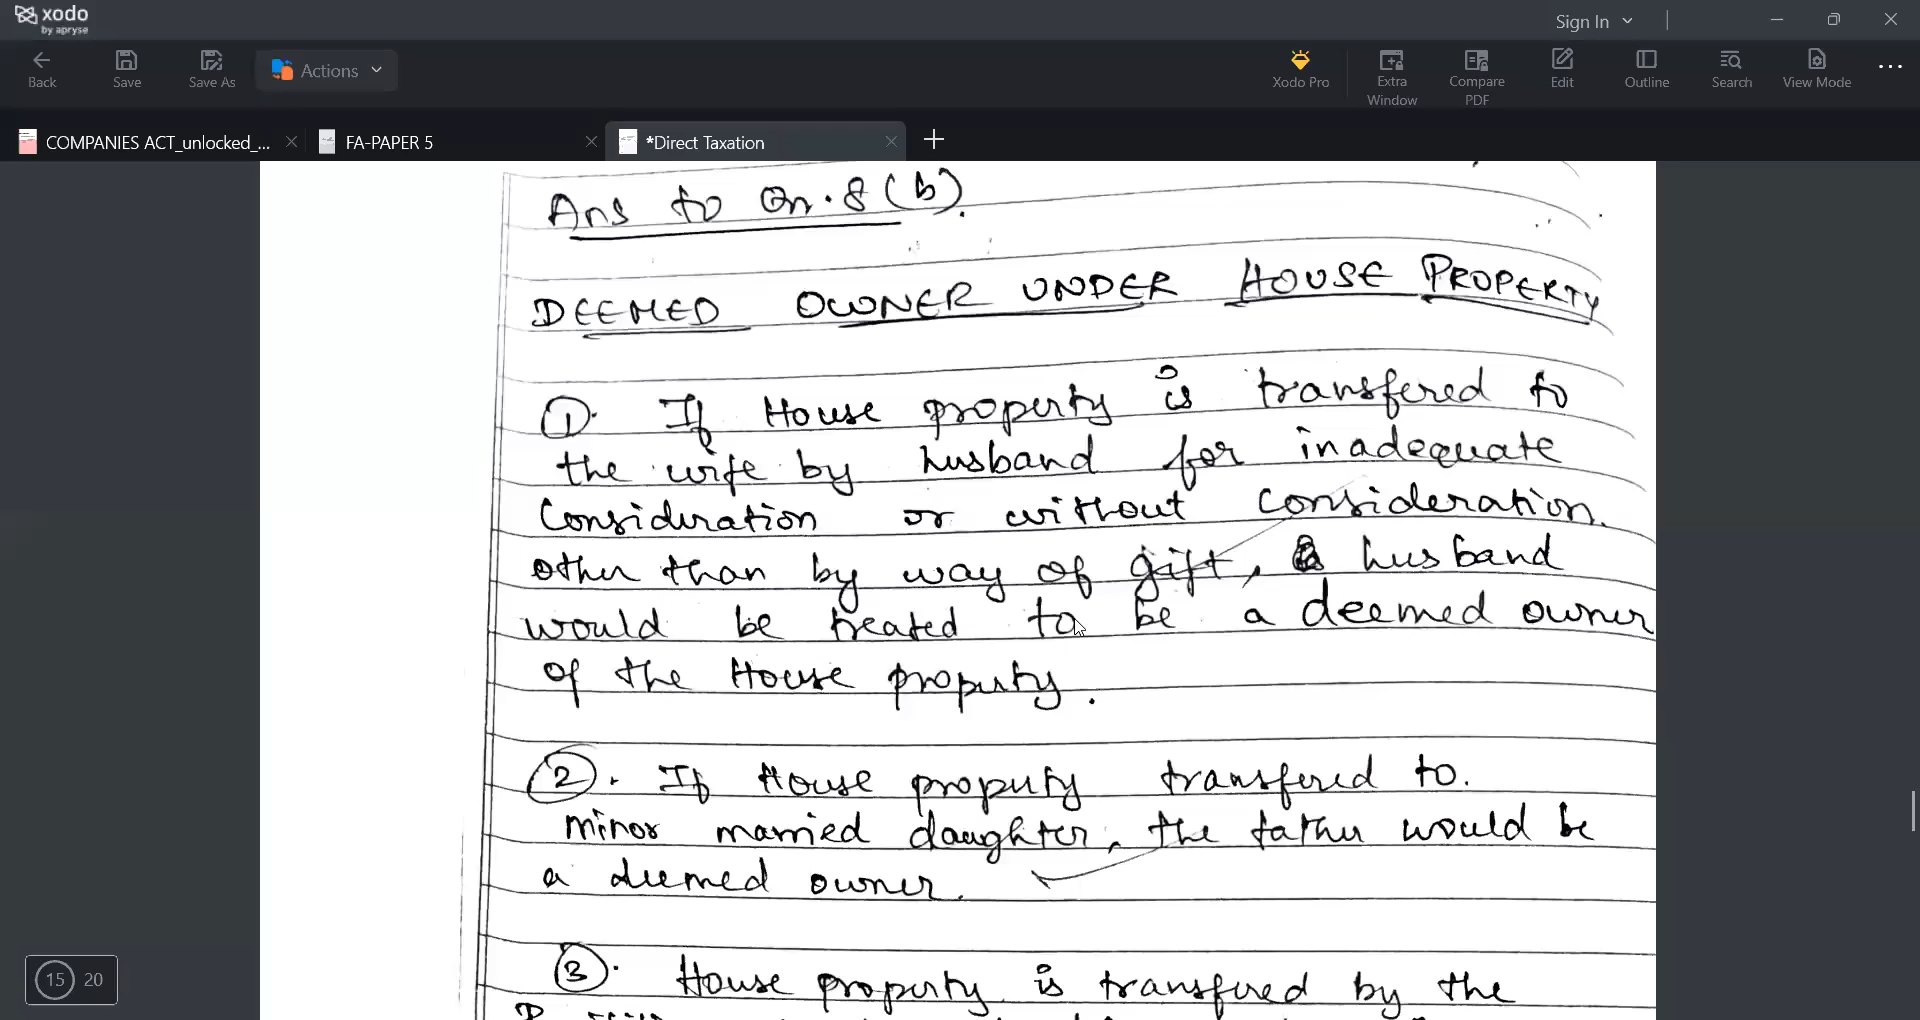 xodo
by apryse
Sign In
Back
Save
Save As
Actions
Xodo Pro
Extra Window
Compare PDF
Edit
Outline
Search
View Mode
COMPANIES ACT_unlocked_...
FA-PAPER 5
*Direct Taxation
Ans to Qn. 8 (b).
DEEMED OWNER UNDER HOUSE PROPERTY
1. If House property is transfered to
the wife by husband for inadequate
Consideration or without consideration.
other than by way of gift, husband
would be treated to be a deemed owner
of the House property.
2. If House property transfered to.
minor married daughter, the father would be
a deemed owner.
3. House property is transfered by the
15 20